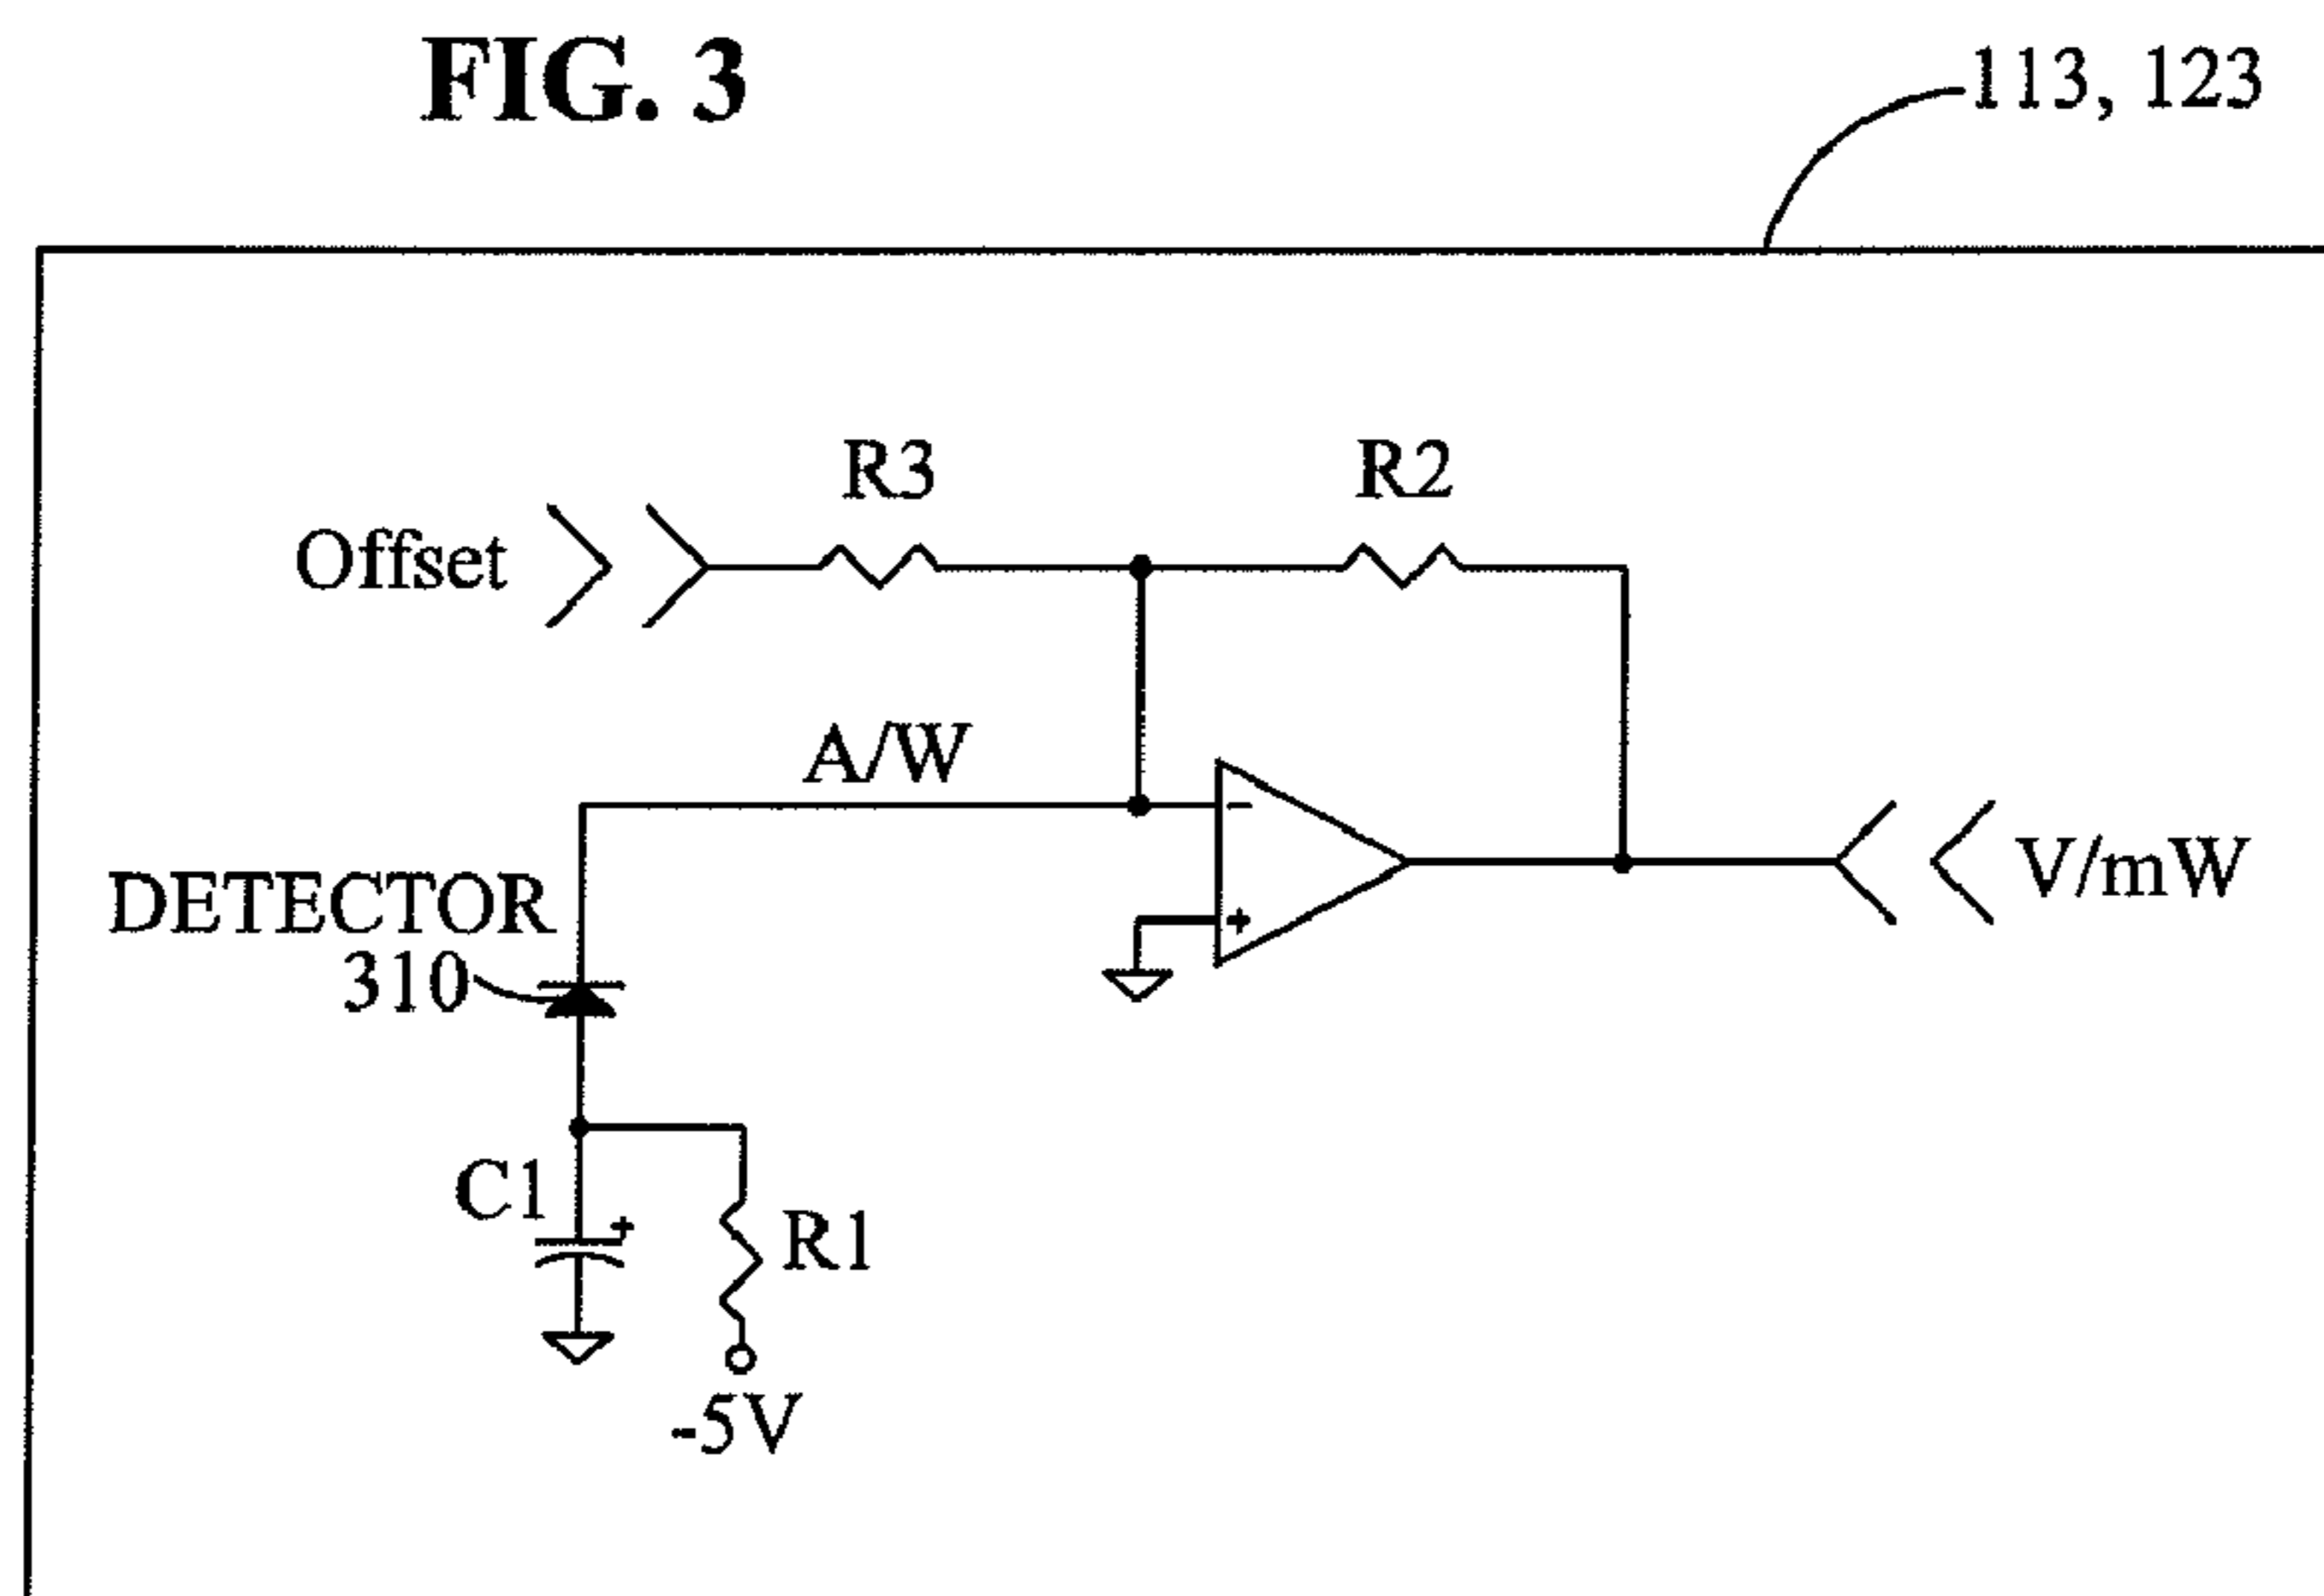 FIG. 3
113, 123
R3
R2
Offset
A/W
-
+
V/mW
DETECTOR
310
C1
+
R1
-5V